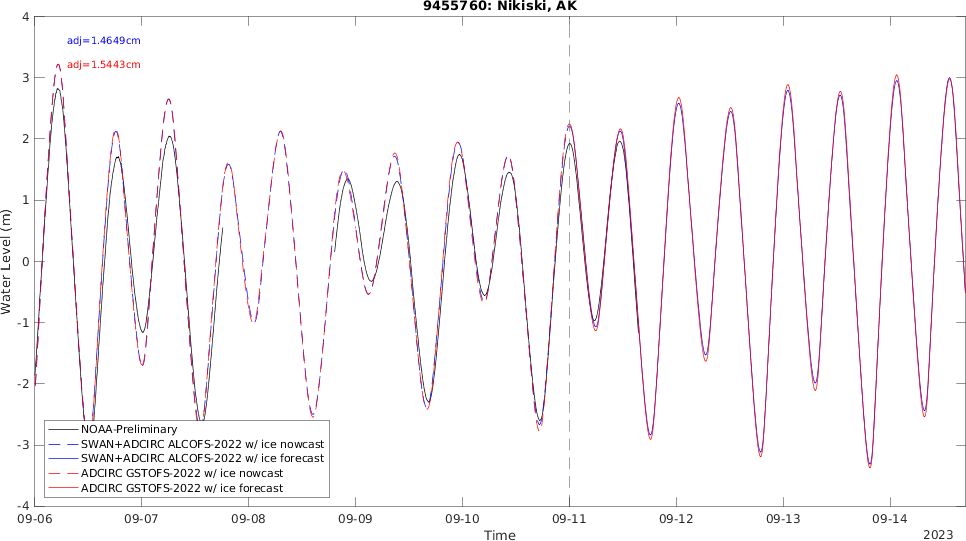 9455760: Nikiski, AK
adj=1.4649m
adj=1.5443m
4
3
2
1
0
-1
-2
-3
-4
Water Level (m)
NOAA-Preliminary
SWAN+ADCIRC ALCOFS-2022 w/ ice nowcast
SWAN+ADCIRC ALCOFS-2022 w/ ice forecast
ADCIRC GSTOFS-2022 w/ ice nowcast
ADCIRC GSTOFS-2022 w/ ice forecast
09-06 09-07 09-08 09-09 09-10 09-11 09-12 09-13 09-14
Time
2023